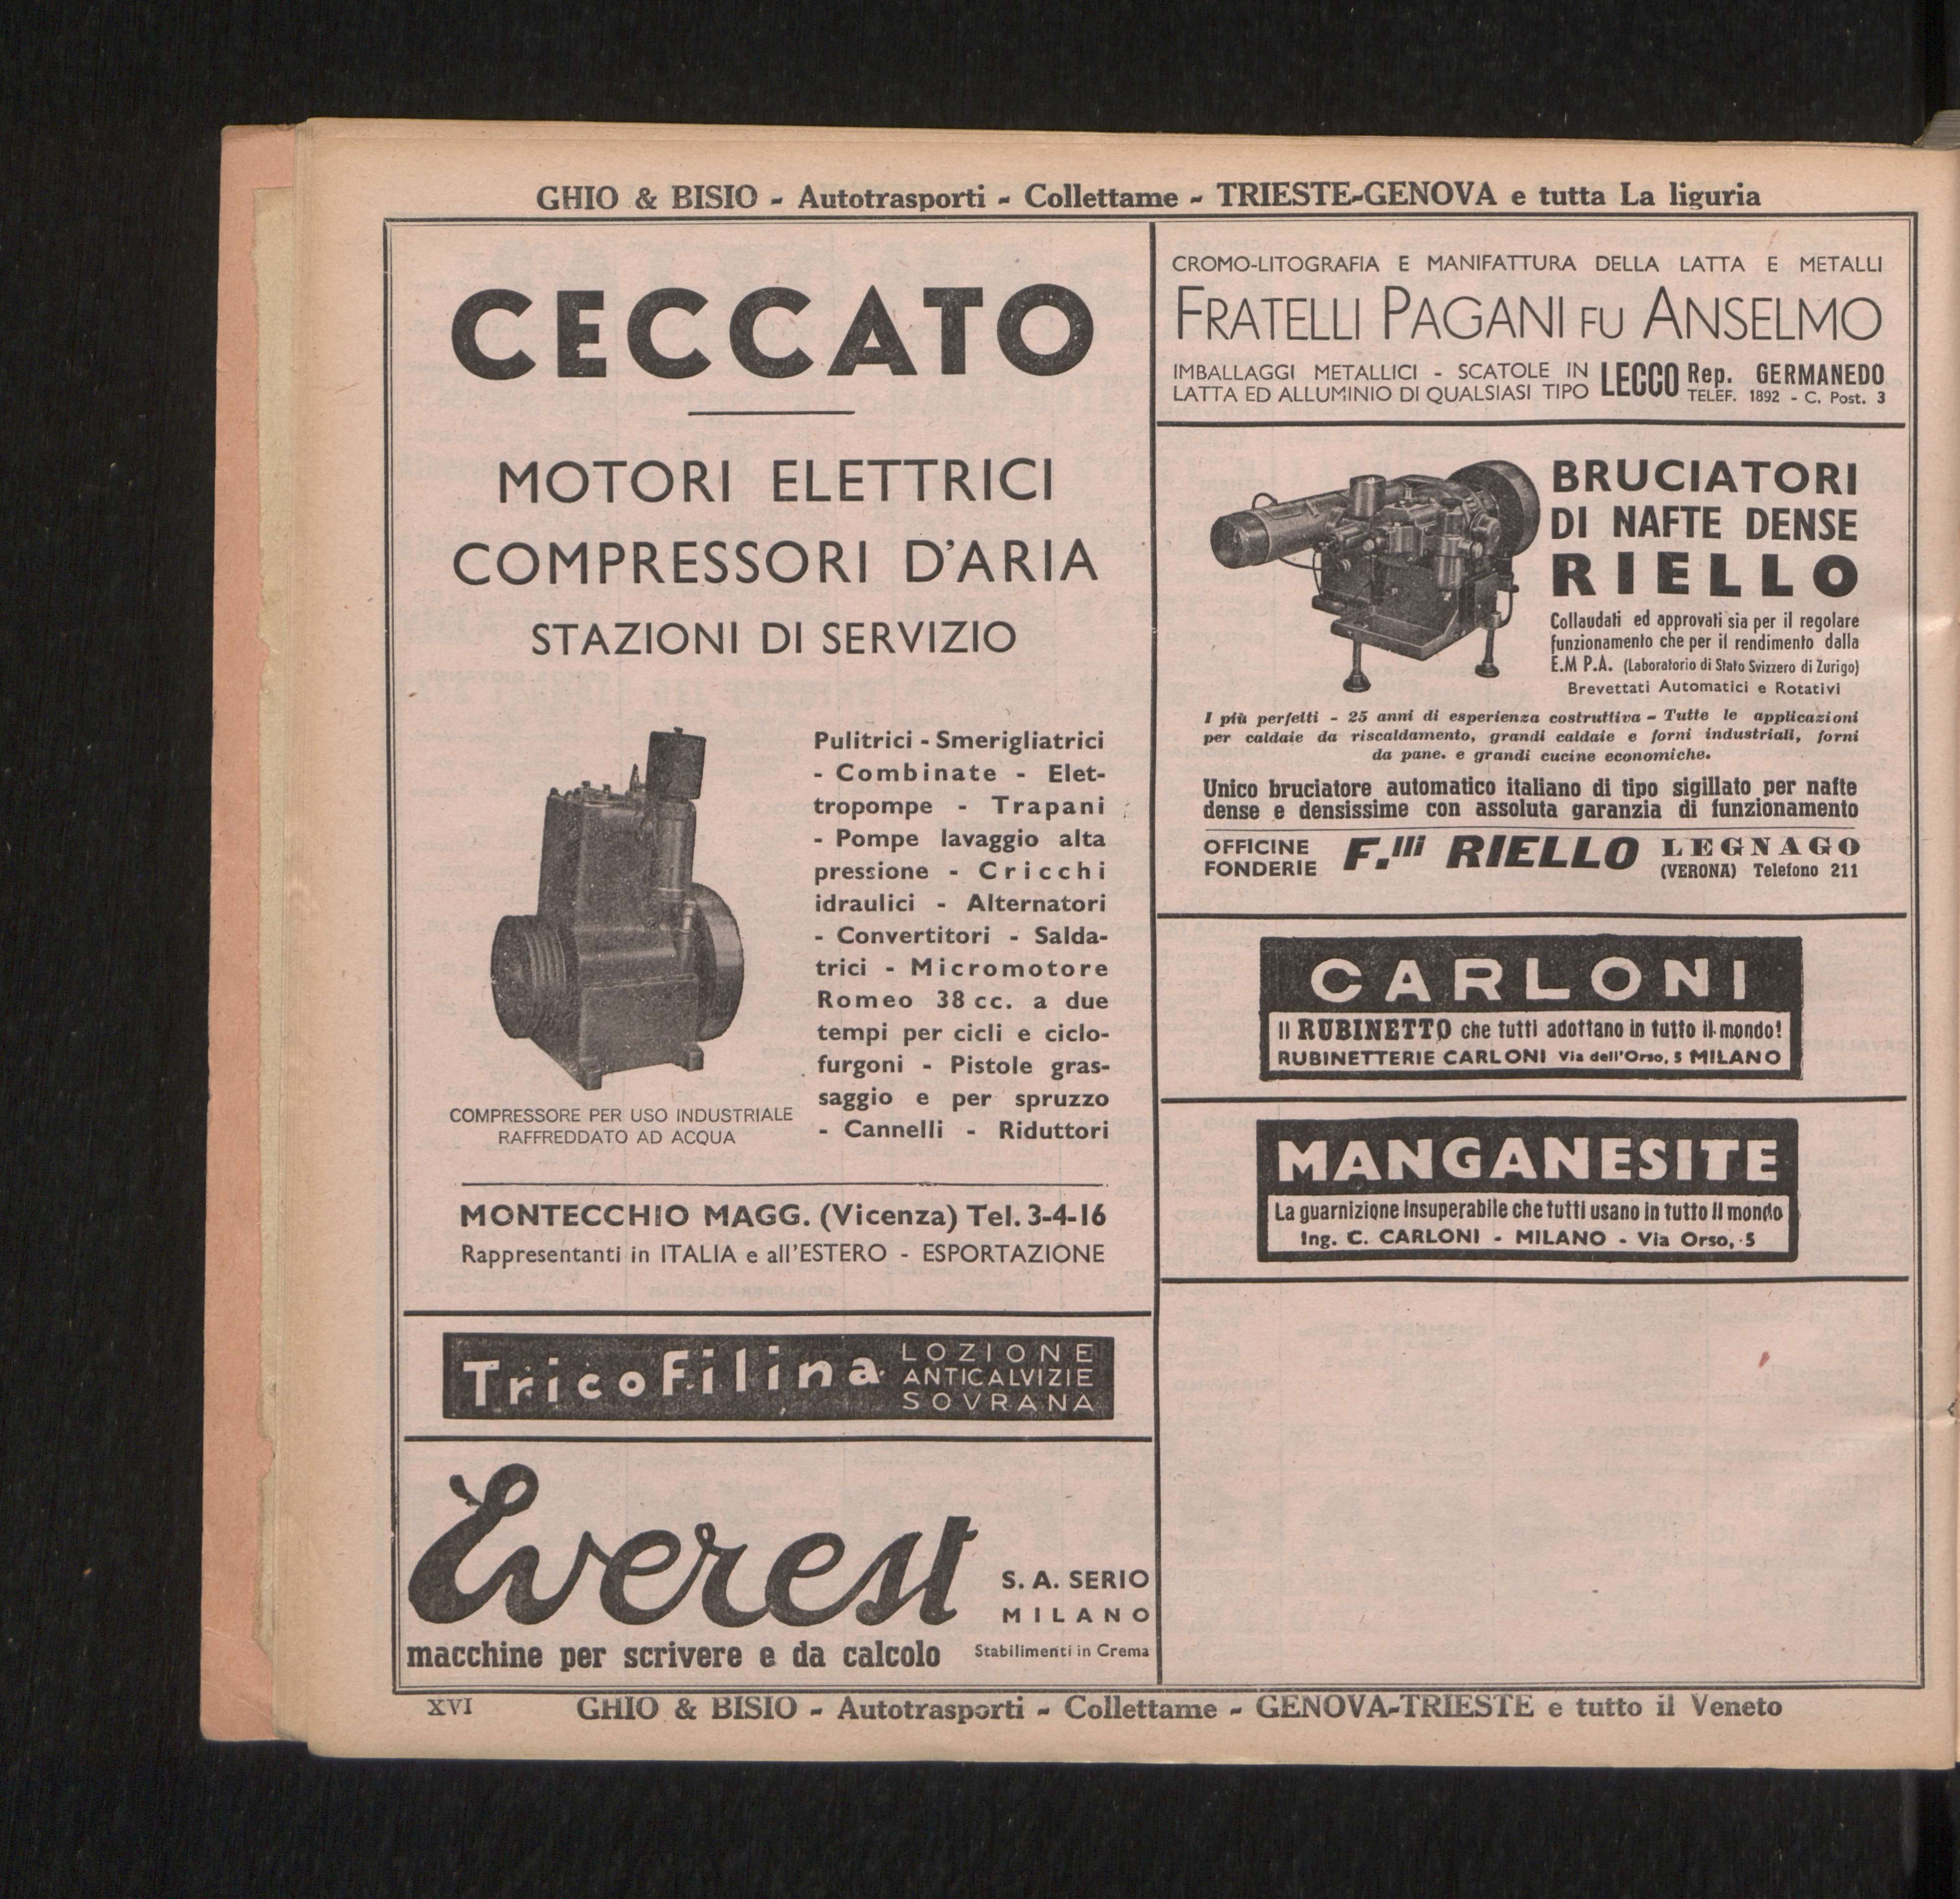 GHIO & BISIO - Autotrasporti - Collettame - TRIESTE-GENOVA e tutta La liguria
CECCATO
MOTORI ELETTRICI
COMPRESSORI D'ARIA
STAZIONI DI SERVIZIO
Pulitrici - Smerigliatrici
- Combinate - Elet-
tropompe - Trapani
- Pompe lavaggio alta
pressione - Cricchi
idraulici - Alternatori
- Convertitori - Salda-
trici - Micromotore
Romeo 38 cc. a due
tempi per cicli e ciclo-
furgoni - Pistole gras-
saggio e per spruzzo
- Cannelli - Riduttori
COMPRESSORE PER USO INDUSTRIALE
RAFFREDDATO AD ACQUA
MONTECCHIO MAGG. (Vicenza) Tel. 3-4-16
Rappresentanti in ITALIA e all'ESTERO - ESPORTAZIONE
TricoFilina
LOZIONE
ANTICALVIZIE
SOVRANA
Everest
S. A. SERIO
MILANO
macchine per scrivere e da calcolo
Stabilimenti in Crema
CROMO-LITOGRAFIA E MANIFATTURA DELLA LATTA E METALLI
FRATELLI PAGANI FU ANSELMO
IMBALLAGGI METALLICI - SCATOLE IN
LATTA ED ALLUMINIO DI QUALSIASI TIPO
LECCO
Rep. GERMANEDO
TELEF. 1892 - C. Post. 3
BRUCIATORI
DI NAFTE DENSE
RIELLO
Collaudati ed approvati sia per il regolare
funzionamento che per il rendimento dalla
E.M P.A. (Laboratorio di Stato Svizzero di Zurigo)
Brevettati Automatici e Rotativi
I più perfetti - 25 anni di esperienza costruttiva - Tutte le applicazioni
per caldaie da riscaldamento, grandi caldaie e forni industriali, forni
da pane. e grandi cucine economiche.
Unico bruciatore automatico italiano di tipo sigillato per nafte
dense e densissime con assoluta garanzia di funzionamento
OFFICINE
FONDERIE
F.lli RIELLO
LEGNAGO
(VERONA) Telefono 211
CARLONI
Il RUBINETTO che tutti adottano in tutto il mondo!
RUBINETTERIE CARLONI Via dell'Orso, 5 MILANO
MANGANESITE
La guarnizione insuperabile che tutti usano in tutto il mondo
Ing. C. CARLONI - MILANO - Via Orso, 5
XVI
GHIO & BISIO - Autotrasporti - Collettame - GENOVA-TRIESTE e tutto il Veneto